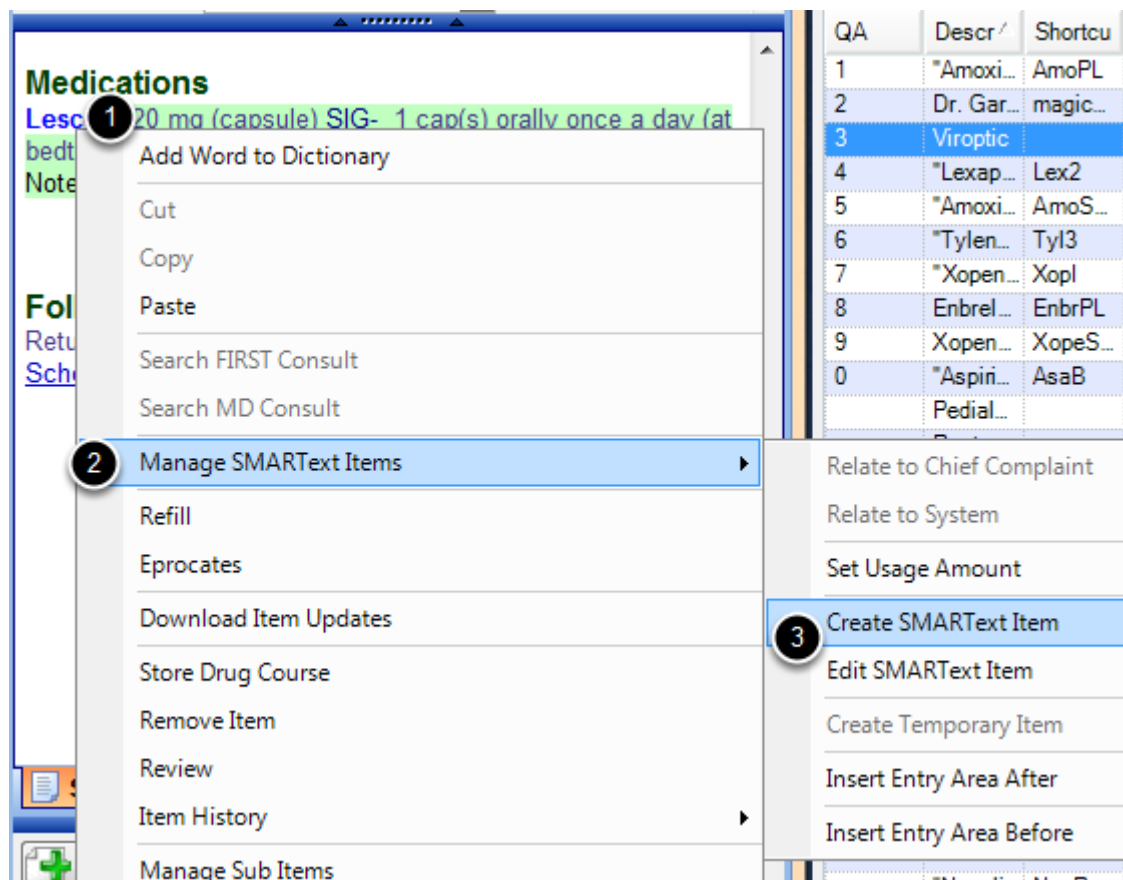 Medications
Lesc 1 20 mg (capsule) SIG- 1 cap(s) orally once a day (at
bedt
Note
Fol
Retu
Sche
Add Word to Dictionary
Cut
Copy
Paste
Search FIRST Consult
Search MD Consult
2 Manage SMARText Items
Refill
Eprocates
Download Item Updates
Store Drug Course
Remove Item
Review
Item History
Manage Sub Items
QA Descr Shortcu
1 "Amoxi... AmoPL
2 Dr. Gar... magic...
3 Viroptic
4 "Lexap... Lex2
5 "Amoxi... AmoS...
6 "Tylen... Tyl3
7 "Xopen... Xopl
8 Enbrel ... EnbrPL
9 Xopen... XopeS...
0 "Aspiri... AsaB
Pedial...
Relate to Chief Complaint
Relate to System
Set Usage Amount
3 Create SMARText Item
Edit SMARText Item
Create Temporary Item
Insert Entry Area After
Insert Entry Area Before